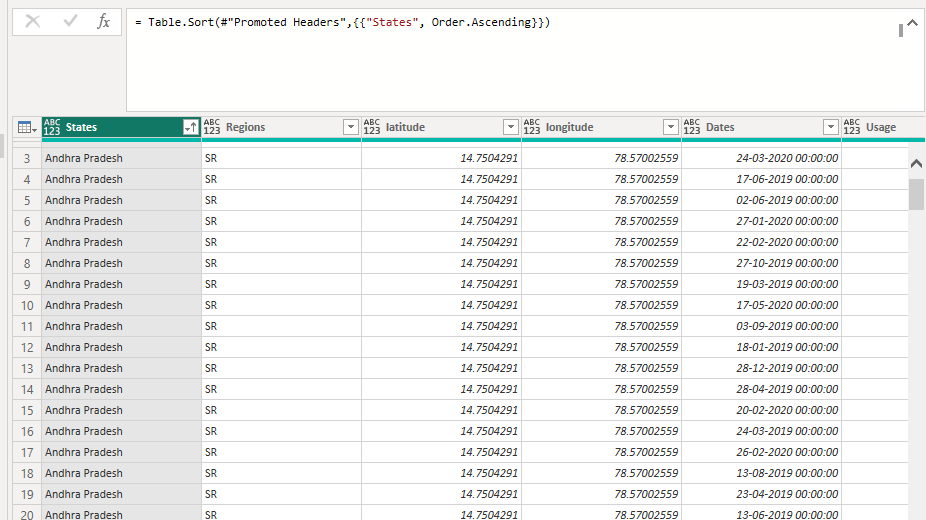 fx
= Table.Sort(#"Promoted Headers",{{"States", Order.Ascending}})
ABC 123 States ABC 123 Regions ABC 123 latitude ABC 123 longitude ABC 123 Dates ABC 123 Usage
3 Andhra Pradesh SR 14.7504291 78.57002559 24-03-2020 00:00:00
4 Andhra Pradesh SR 14.7504291 78.57002559 17-06-2019 00:00:00
5 Andhra Pradesh SR 14.7504291 78.57002559 02-06-2019 00:00:00
6 Andhra Pradesh SR 14.7504291 78.57002559 27-01-2020 00:00:00
7 Andhra Pradesh SR 14.7504291 78.57002559 22-02-2020 00:00:00
8 Andhra Pradesh SR 14.7504291 78.57002559 27-10-2019 00:00:00
9 Andhra Pradesh SR 14.7504291 78.57002559 19-03-2019 00:00:00
10 Andhra Pradesh SR 14.7504291 78.57002559 17-05-2020 00:00:00
11 Andhra Pradesh SR 14.7504291 78.57002559 03-09-2019 00:00:00
12 Andhra Pradesh SR 14.7504291 78.57002559 18-01-2019 00:00:00
13 Andhra Pradesh SR 14.7504291 78.57002559 28-12-2019 00:00:00
14 Andhra Pradesh SR 14.7504291 78.57002559 28-04-2019 00:00:00
15 Andhra Pradesh SR 14.7504291 78.57002559 20-02-2020 00:00:00
16 Andhra Pradesh SR 14.7504291 78.57002559 24-03-2019 00:00:00
17 Andhra Pradesh SR 14.7504291 78.57002559 26-02-2020 00:00:00
18 Andhra Pradesh SR 14.7504291 78.57002559 13-08-2019 00:00:00
19 Andhra Pradesh SR 14.7504291 78.57002559 23-04-2019 00:00:00
20 Andhra Pradesh SR 14.7504291 78.57002559 13-06-2019 00:00:00